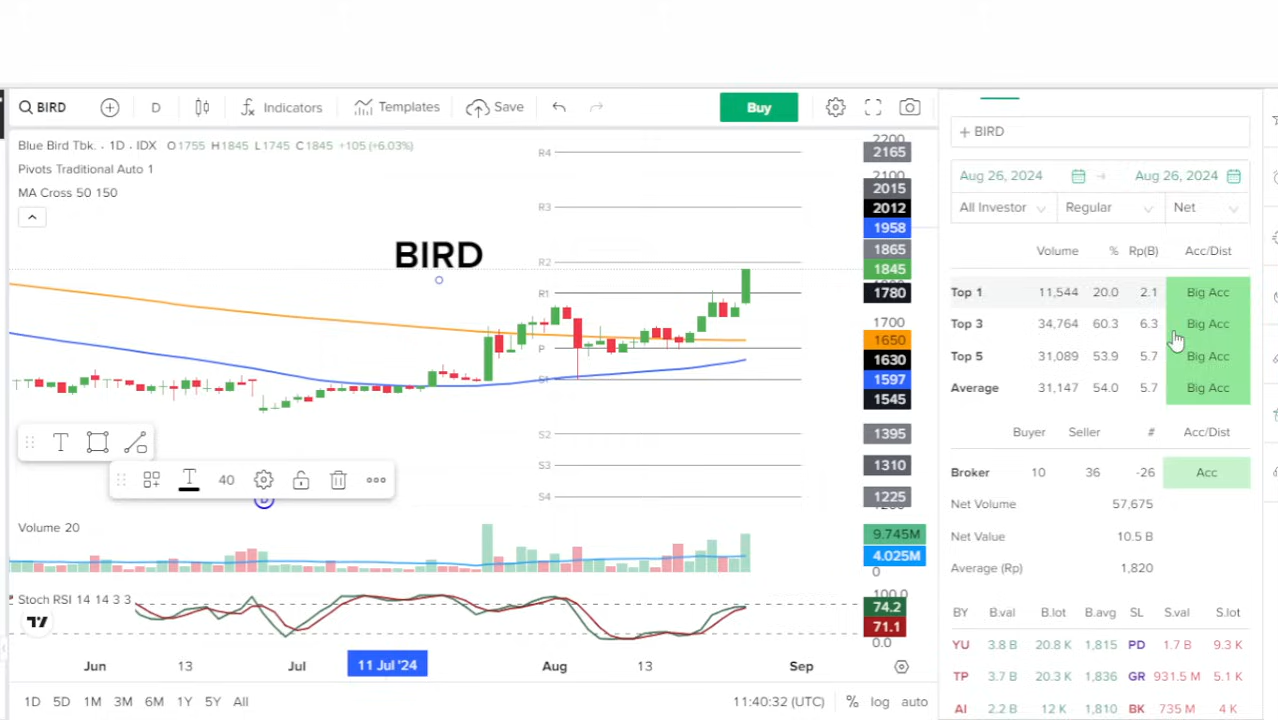 BIRD D Indicators Templates Save Buy
Blue Bird Tbk. · 1D · IDX O1755 H1845 L1745 C1845 +105 (+6.03%)
Pivots Traditional Auto 1
MA Cross 50 150
BIRD
R4
R3
R2
R1
P
S1
S2
S3
S4
2200
2165
2100
2015
2012
1958
1865
1845
1780
1700
1650
1630
1597
1545
1395
1310
1225
T
T 40
Volume 20
9.745M
4.025M
0
Stoch RSI 14 14 3 3
100.0
74.2
71.1
0.0
Jun 13 Jul 11 Jul '24 Aug 13 Sep
1D 5D 1M 3M 6M 1Y 5Y All 11:40:32 (UTC) % log auto
+ BIRD
Aug 26, 2024 → Aug 26, 2024
All Investor Regular Net
Volume % Rp(B) Acc/Dist
Top 1 11,544 20.0 2.1 Big Acc
Top 3 34,764 60.3 6.3 Big Acc
Top 5 31,089 53.9 5.7 Big Acc
Average 31,147 54.0 5.7 Big Acc
Buyer Seller # Acc/Dist
Broker 10 36 -26 Acc
Net Volume 57,675
Net Value 10.5 B
Average (Rp) 1,820
BY B.val B.lot B.avg SL S.val S.lot
YU 3.8 B 20.8 K 1,815 PD 1.7 B 9.3 K
TP 3.7 B 20.3 K 1,836 GR 931.5 M 5.1 K
AI 2.2 B 12 K 1,810 BK 735 M 4 K